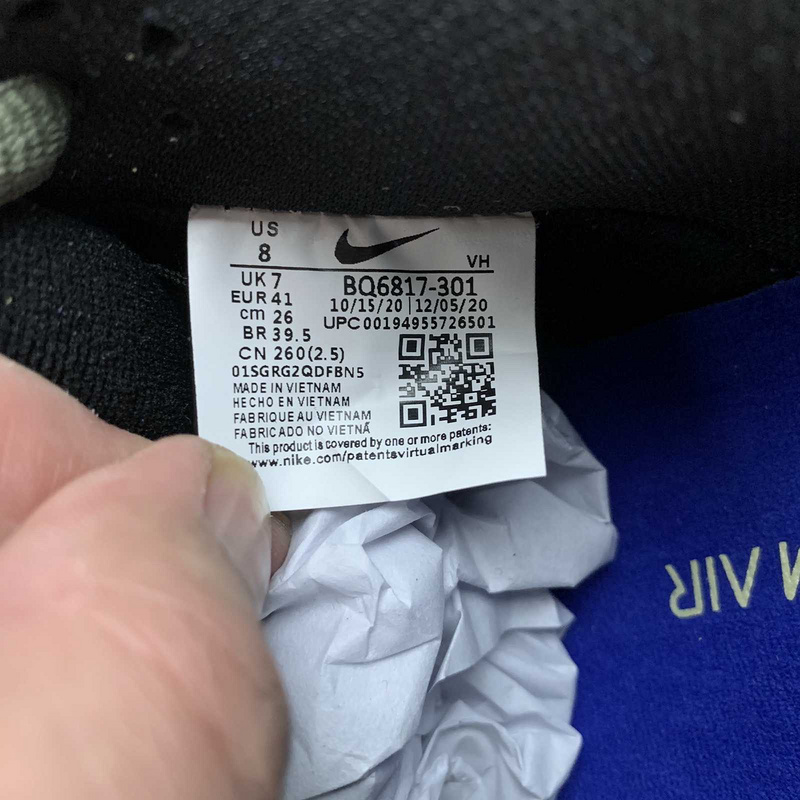 US
8
VH
UK 7
EUR 41
cm 26
BR 39.5
CN 260(2.5)
BQ6817-301
10/15/20 | 12/05/20
UPC00194955726501
01SGRG2QDFBN5
MADE IN VIETNAM
HECHO EN VIETNAM
FABRIQUE AU VIETNAM
FABRICADO NO VIETNÃ
This product is covered by one or more patents:
www.nike.com/patentsvirtualmarking
AIR